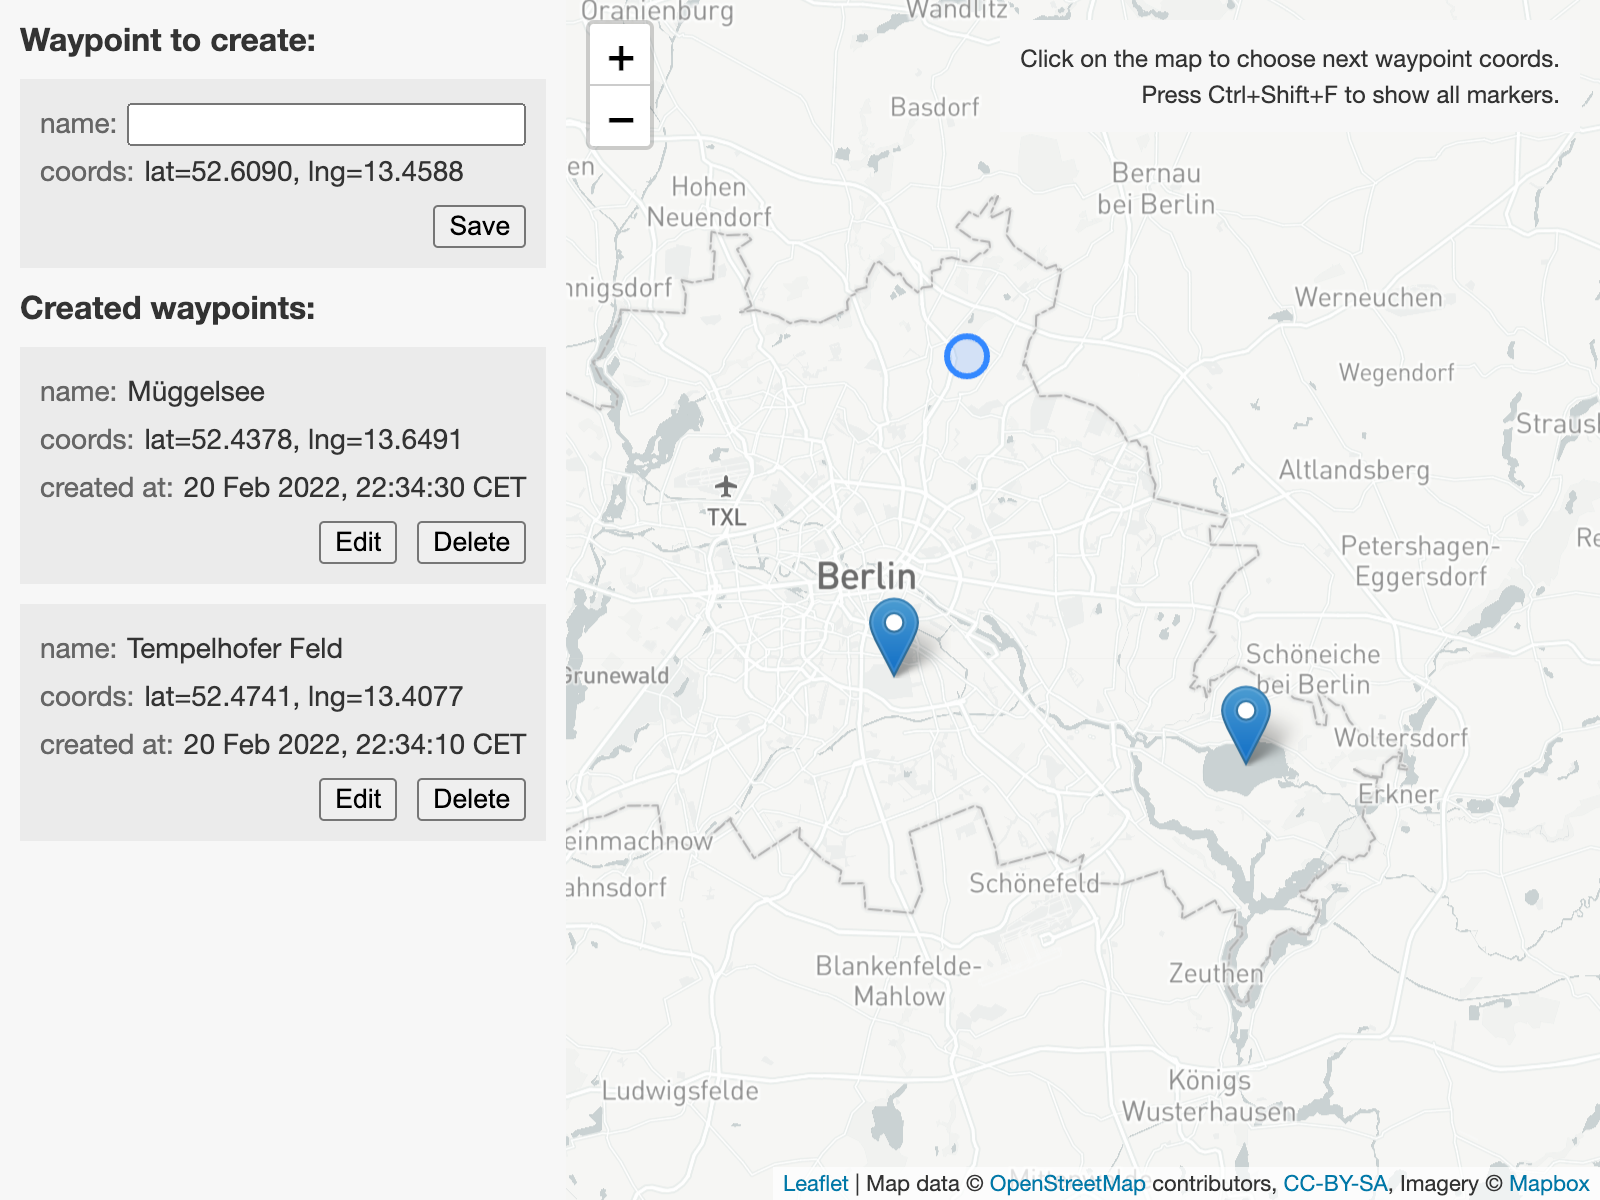 Waypoint to create:
name:
coords: lat=52.6090, lng=13.4588
Save
Created waypoints:
name: Müggelsee
coords: lat=52.4378, lng=13.6491
created at: 20 Feb 2022, 22:34:30 CET
Edit Delete
name: Tempelhofer Feld
coords: lat=52.4741, lng=13.4077
created at: 20 Feb 2022, 22:34:10 CET
Edit Delete
+
−
Click on the map to choose next waypoint coords.
Press Ctrl+Shift+F to show all markers.
Oranienburg
Wandlitz
Basdorf
en
Hohen
Neuendorf
Bernau
bei Berlin
nnigsdorf
Werneuchen
Wegendorf
Straus
Altlandsberg
TXL
Petershagen-
Eggersdorf
Re
Berlin
Grunewald
Schöneiche
bei Berlin
Woltersdorf
Erkner
einmachnow
ahnsdorf
Schönefeld
Blankenfelde-
Mahlow
Zeuthen
Ludwigsfelde
Königs
Wusterhausen
Leaflet | Map data © OpenStreetMap contributors, CC-BY-SA, Imagery © Mapbox